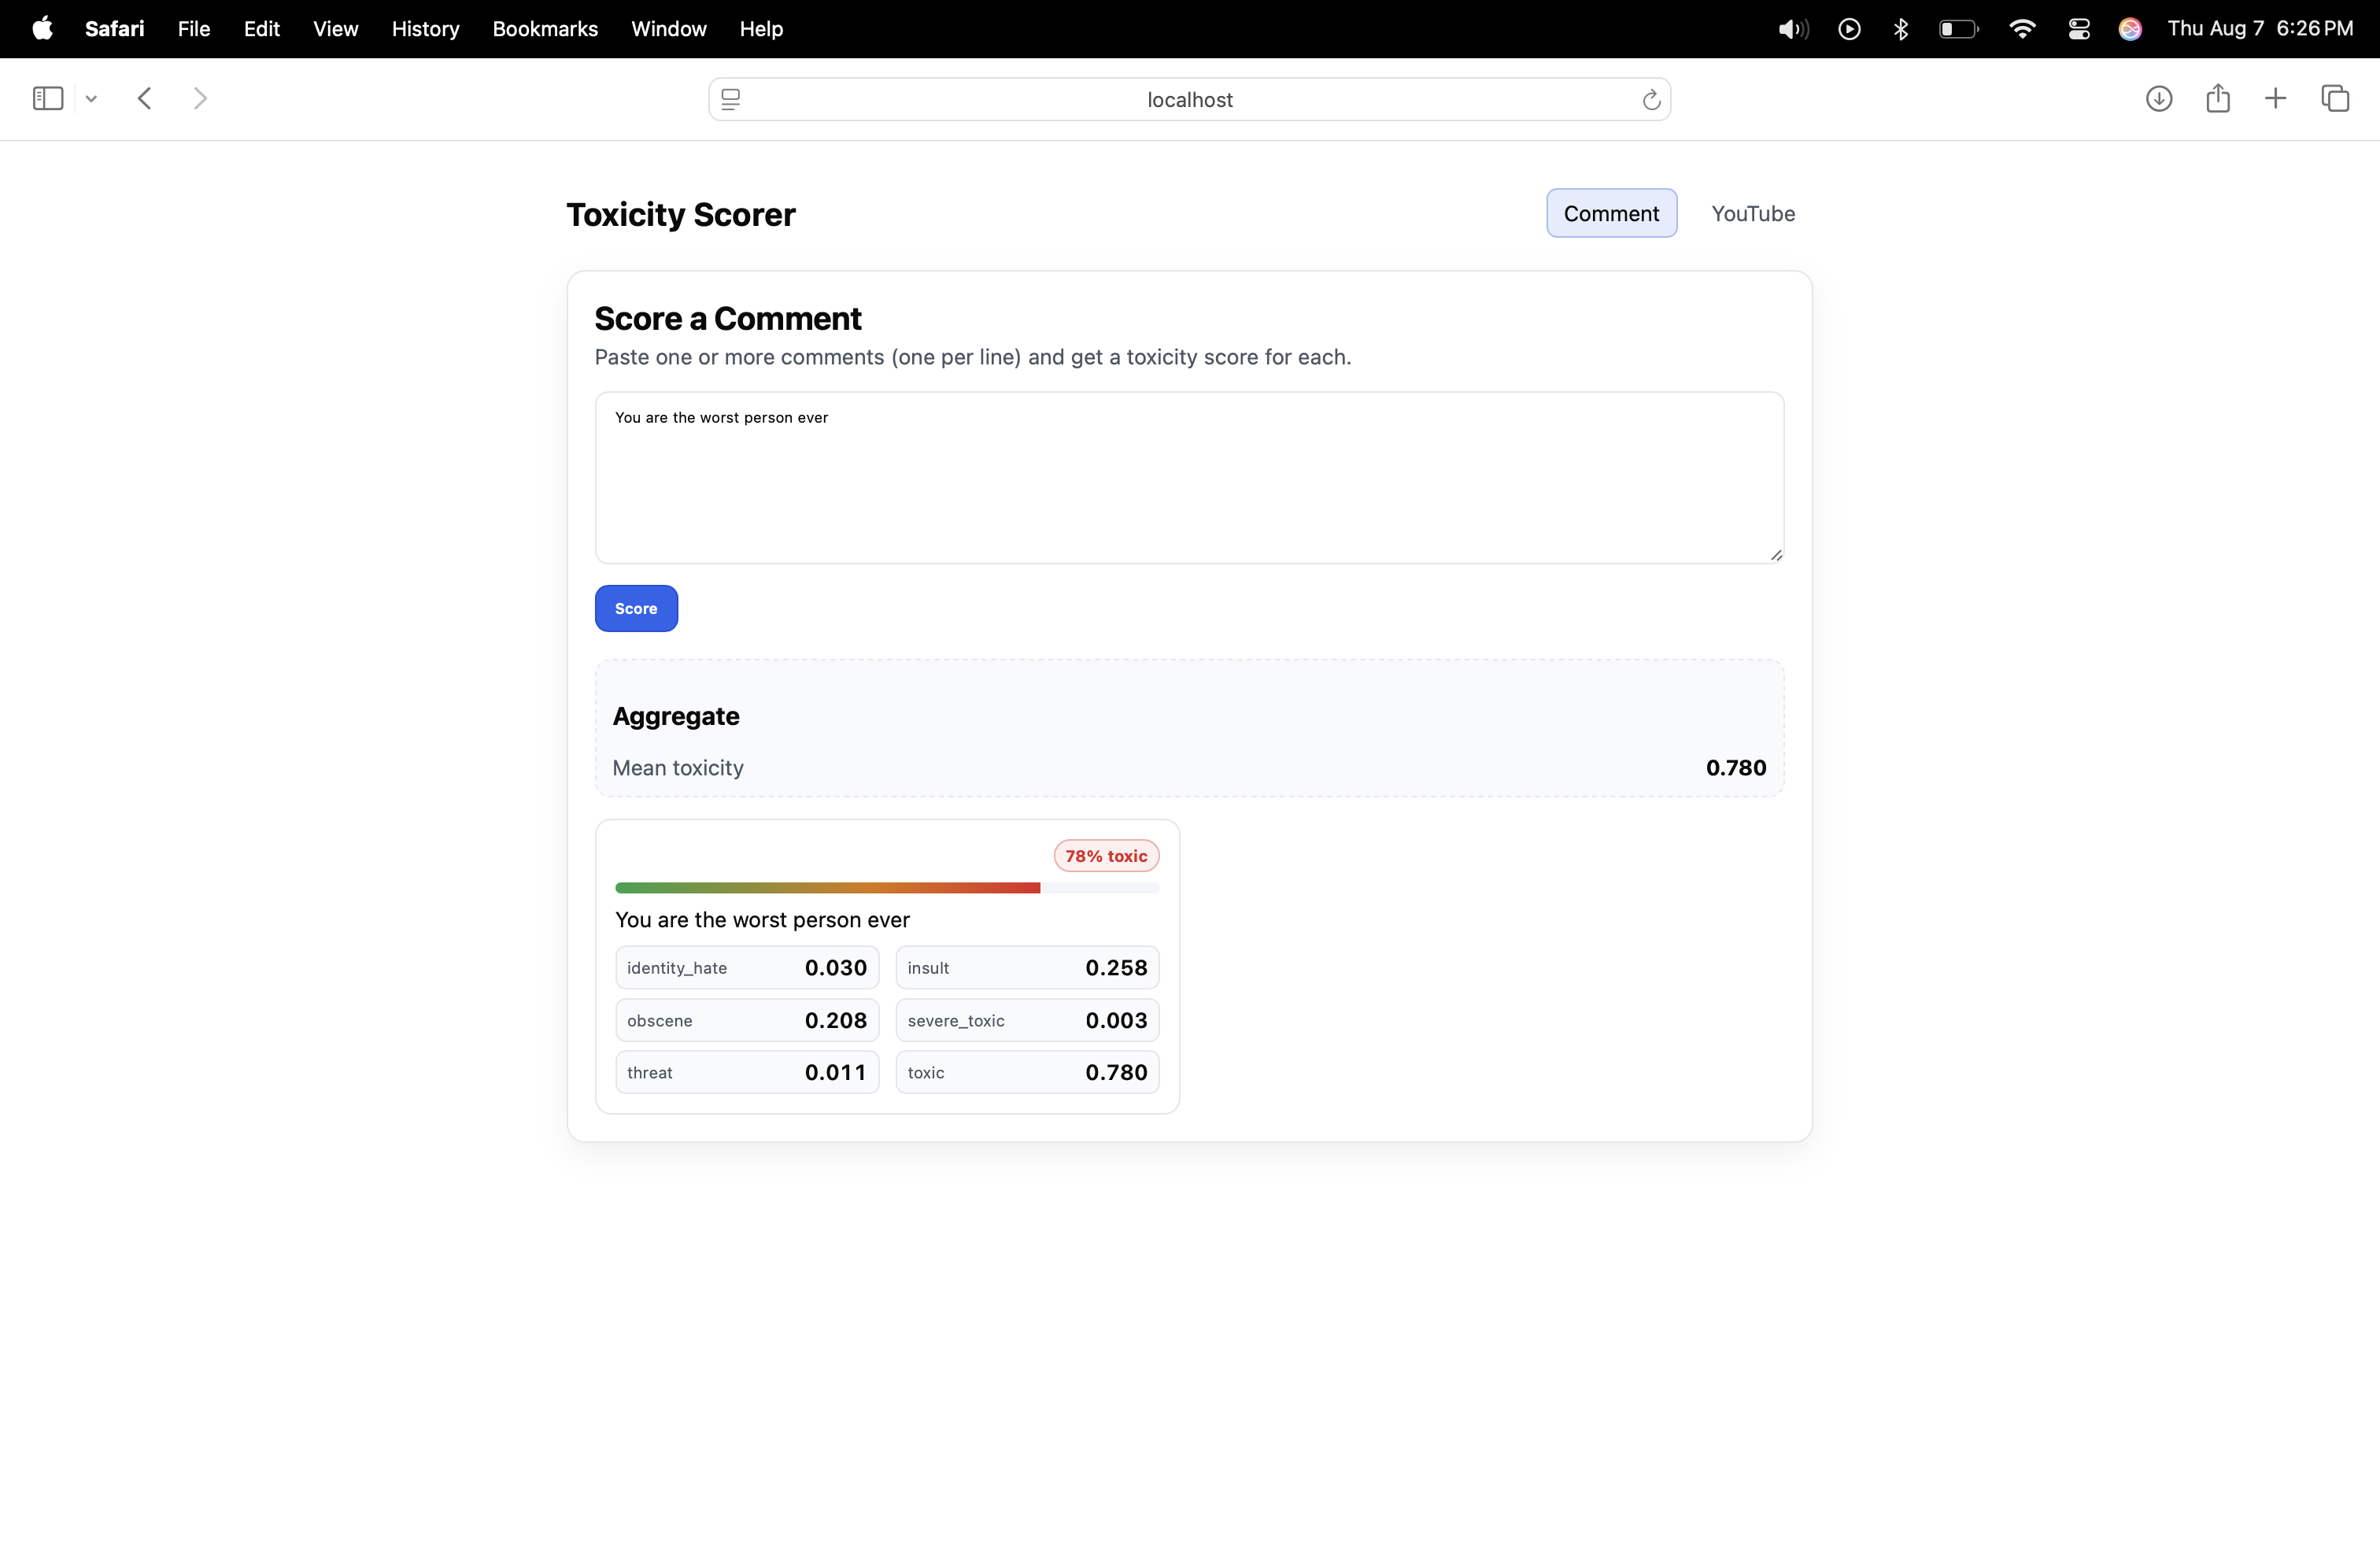 Safari File Edit View History Bookmarks Window Help Thu Aug 7 6:26 PM
localhost
Toxicity Scorer Comment YouTube
Score a Comment
Paste one or more comments (one per line) and get a toxicity score for each.
You are the worst person ever
Score
Aggregate
Mean toxicity 0.780
78% toxic
You are the worst person ever
identity_hate 0.030 insult 0.258
obscene 0.208 severe_toxic 0.003
threat 0.011 toxic 0.780